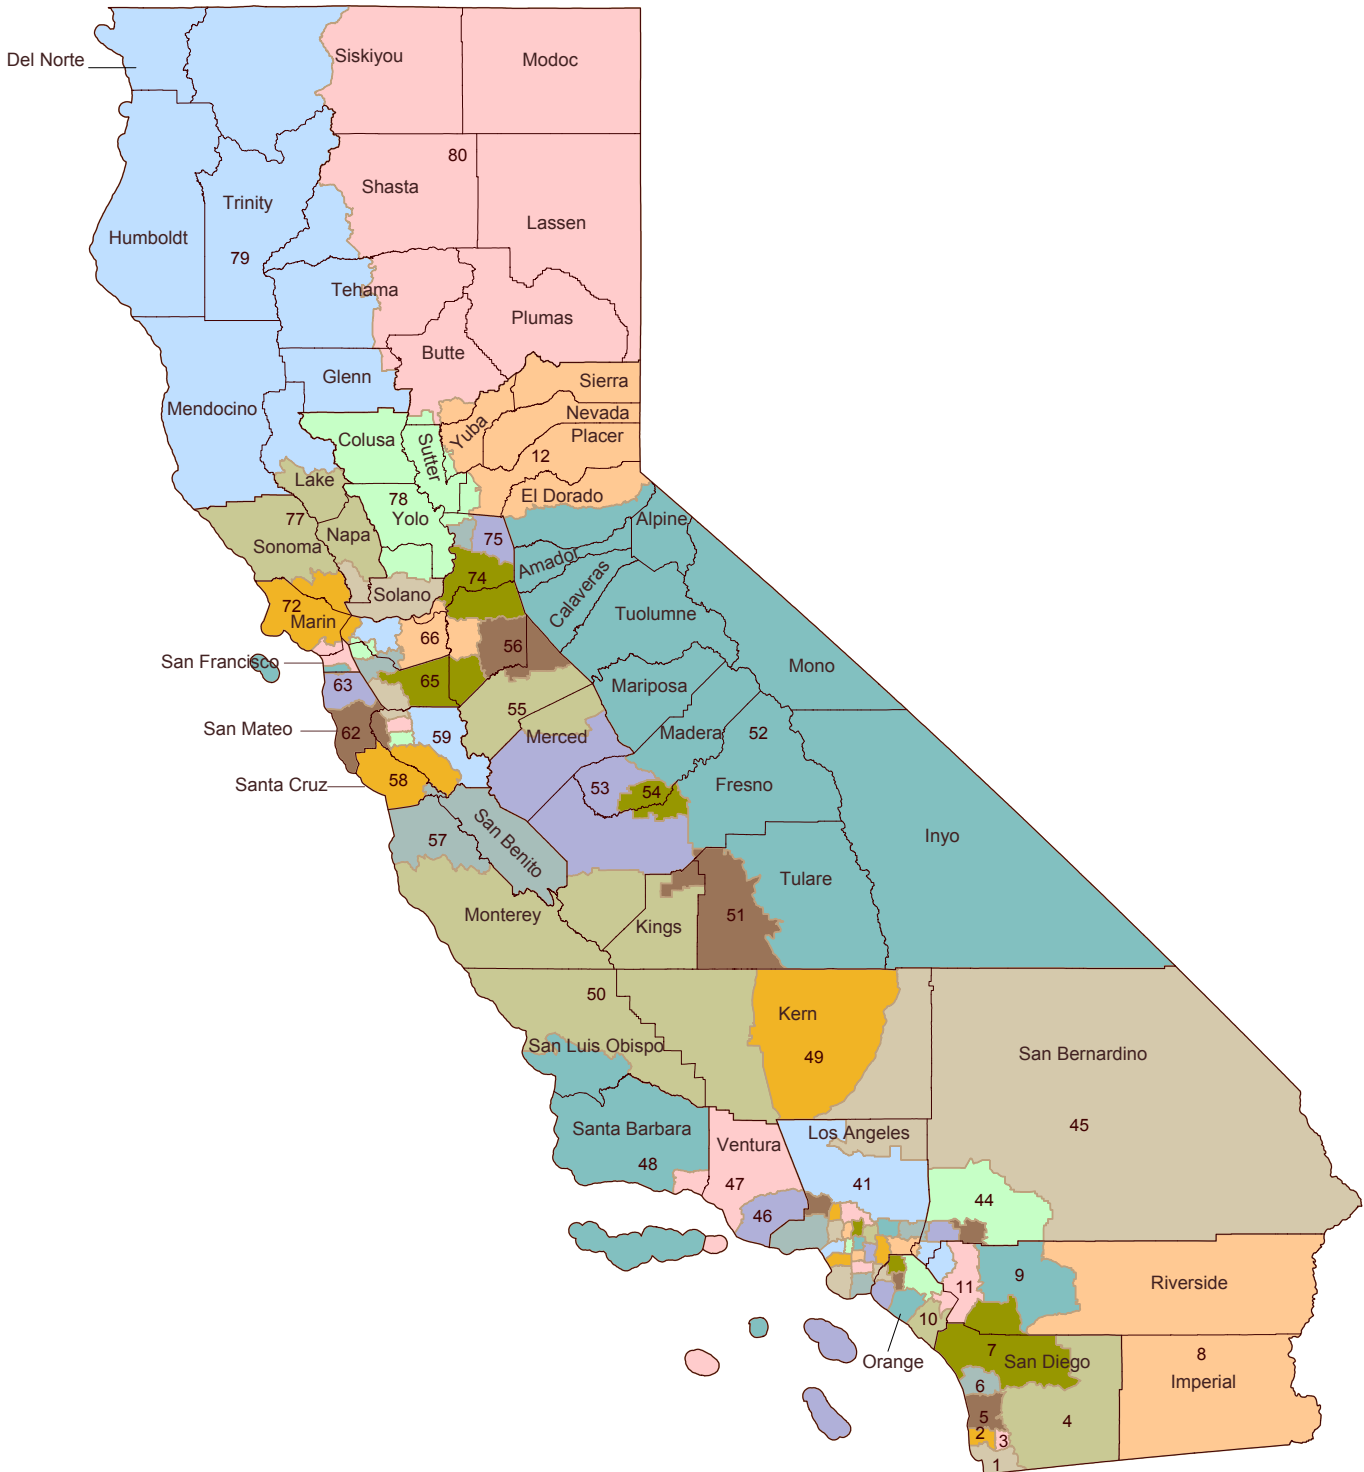 Del Norte
Siskiyou
Modoc
80
Shasta
Trinity
Lassen
Humboldt
79
Tehama
Plumas
Butte
Glenn
Sierra
Mendocino
Nevada
Yuba
Placer
Colusa
Sutter
12
Lake
El Dorado
78
77
Yolo
Alpine
Napa
75
Sonoma
Amador
74
Calaveras
Solano
72
Marin
Tuolumne
66
56
San Francisco
Mono
63
65
Mariposa
55
San Mateo
62
59
Merced
Madera
52
Santa Cruz
58
53
54
Fresno
57
San Benito
Inyo
Tulare
Monterey
51
Kings
50
Kern
San Luis Obispo
49
San Bernardino
Santa Barbara
Los Angeles
45
Ventura
48
47
41
44
46
9
11
Riverside
10
Orange
7
San Diego
8
6
Imperial
5
4
2
3
1